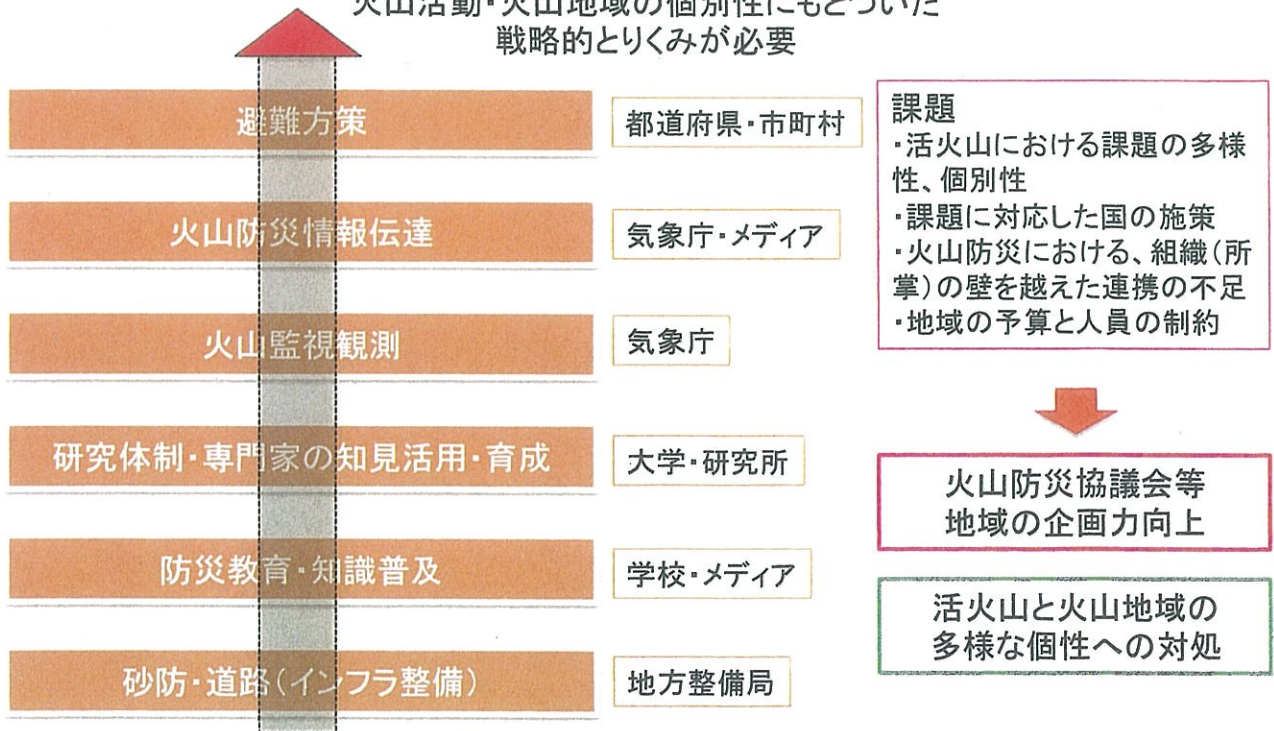 火山活動・火山地域の個別性にもとづいた
戦略的とりくみが必要
避難方策
都道府県・市町村
火山防災情報伝達
気象庁・メディア
火山監視観測
気象庁
研究体制・専門家の知見活用・育成
大学・研究所
防災教育・知識普及
学校・メディア
砂防・道路(インフラ整備)
地方整備局
課題
・活火山における課題の多様
性、個別性
・課題に対応した国の施策
・火山防災における、組織(所
掌)の壁を越えた連携の不足
・地域の予算と人員の制約
火山防災協議会等
地域の企画力向上
活火山と火山地域の
多様な個性への対処